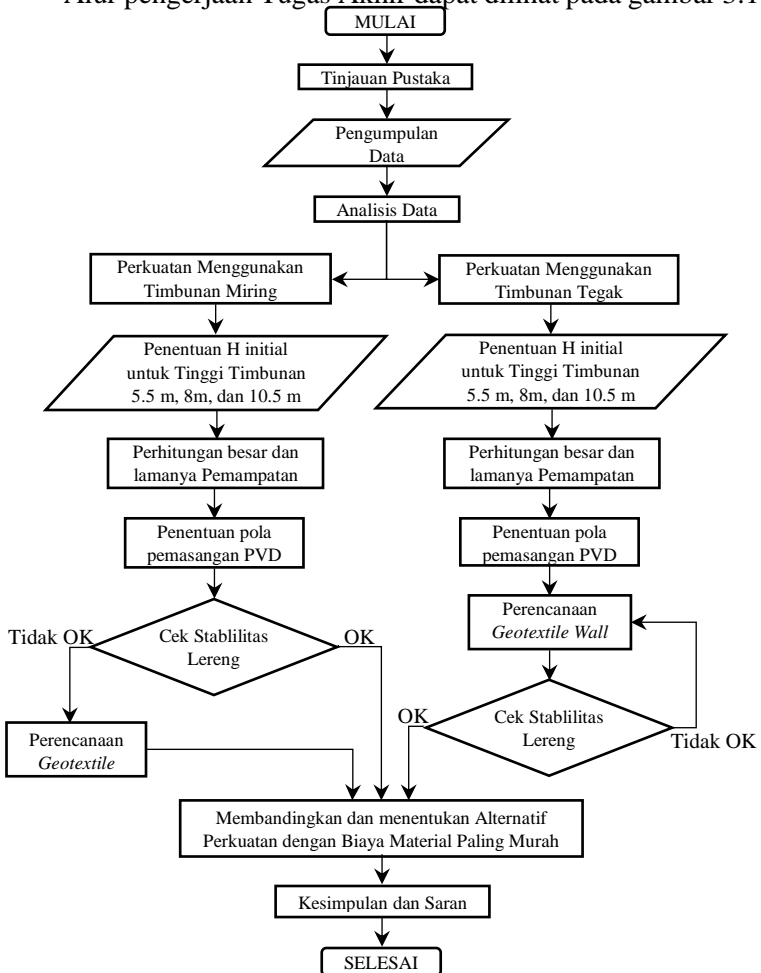 Alur pengerjaan Tugas Akhir dapat dilihat pada gambar 3.1
MULAI
Tinjauan Pustaka
Pengumpulan
Data
Analisis Data
Perkuatan Menggunakan
Timbunan Miring
Perkuatan Menggunakan
Timbunan Tegak
Penentuan H initial
untuk Tinggi Timbunan
5.5 m, 8m, dan 10.5 m
Penentuan H initial
untuk Tinggi Timbunan
5.5 m, 8m, dan 10.5 m
Perhitungan besar dan
lamanya Pemampatan
Perhitungan besar dan
lamanya Pemampatan
Penentuan pola
pemasangan PVD
Penentuan pola
pemasangan PVD
Tidak OK
Cek Stablilitas
Lereng
OK
Perencanaan
Geotextile Wall
Perencanaan
Geotextile
OK
Cek Stablilitas
Lereng
Tidak OK
Membandingkan dan menentukan Alternatif
Perkuatan dengan Biaya Material Paling Murah
Kesimpulan dan Saran
SELESAI